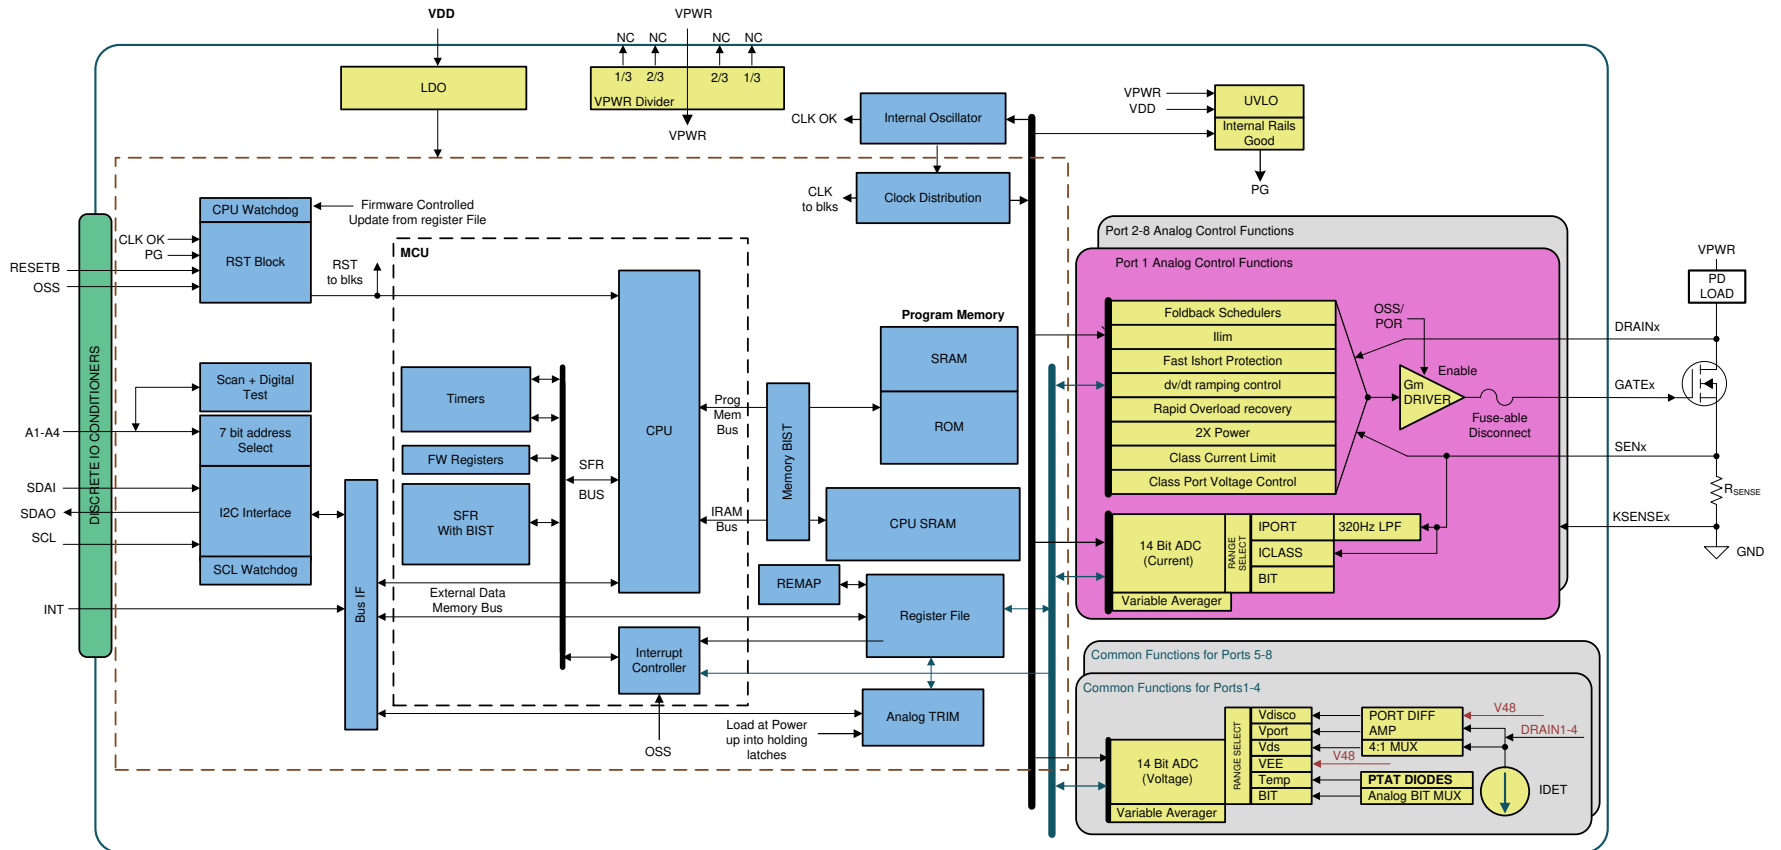 VDD
VPWR
NC
NC
NC
NC
1/3
2/3
2/3
1/3
LDO
VPWR Divider
VPWR
CLK OK
Internal Oscillator
VPWR
VDD
UVLO
Internal Rails
Good
PG
CLK
to blks
Clock Distribution
CPU Watchdog
Firmware Controlled
Update from register File
CLK OK
PG
RESETB
OSS
RST Block
RST
to blks
MCU
DISCRETE IO CONDITIONERS
Scan + Digital
Test
A1-A4
7 bit address
Select
SDAI
SDAO
SCL
I2C Interface
SCL Watchdog
INT
Bus IF
Timers
FW Registers
SFR
With BIST
SFR
BUS
CPU
External Data
Memory Bus
Interrupt
Controller
OSS
Prog
Mem
Bus
IRAM
Bus
Memory BIST
Program Memory
SRAM
ROM
CPU SRAM
REMAP
Register File
Analog TRIM
Load at Power
up into holding
latches
Port 2-8 Analog Control Functions
Port 1 Analog Control Functions
Foldback Schedulers
Ilim
Fast Ishort Protection
dv/dt ramping control
Rapid Overload recovery
2X Power
Class Current Limit
Class Port Voltage Control
OSS/
POR
Enable
Gm
DRIVER
Fuse-able
Disconnect
14 Bit ADC
(Current)
RANGE
SELECT
IPORT
320Hz LPF
ICLASS
BIT
Variable Averager
VPWR
PD
LOAD
DRAINx
GATEx
SENx
RSENSE
KSENSEx
GND
Common Functions for Ports 5-8
Common Functions for Ports1-4
14 Bit ADC
(Voltage)
Variable Averager
RANGE SELECT
Vdisco
Vport
Vds
VEE
Temp
BIT
PORT DIFF
AMP
4:1 MUX
V48
DRAIN1-4
V48
PTAT DIODES
Analog BIT MUX
IDET